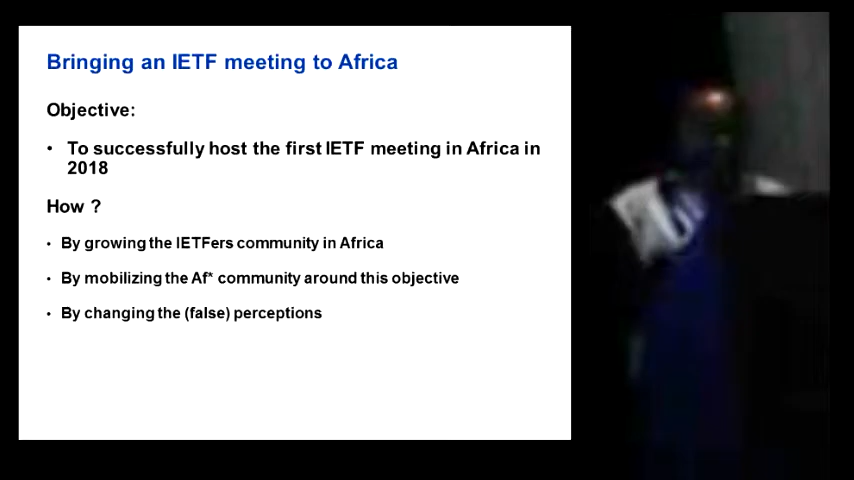 Bringing an IETF meeting to Africa
Objective:
• To successfully host the first IETF meeting in Africa in
2018
How ?
• By growing the IETFers community in Africa
• By mobilizing the Af* community around this objective
• By changing the (false) perceptions